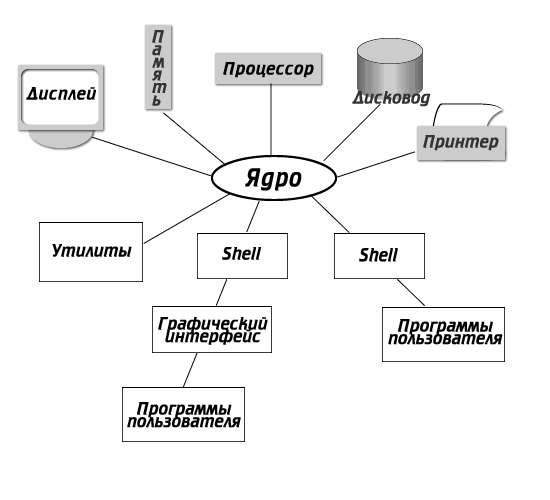 Память
Процессор
Дисплей
Дисковод
Принтер
Ядро
Утилиты
Shell
Shell
Графический
интерфейс
Программы
пользователя
Программы
пользователя